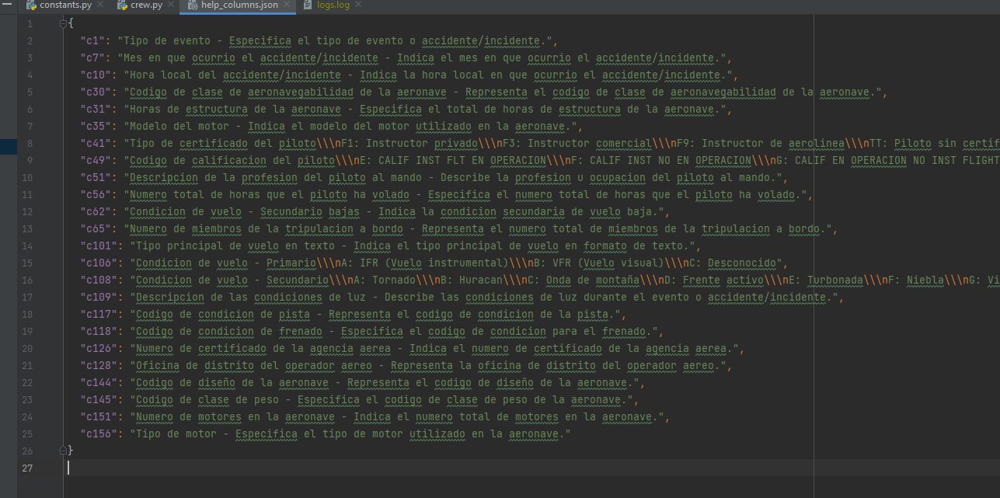 constants.py crew.py help_columns.json logs.log
1 {
2 "c1": "Tipo de evento - Especifica el tipo de evento o accidente/incidente.",
3 "c7": "Mes en que ocurrio el accidente/incidente - Indica el mes en que ocurrio el accidente/incidente.",
4 "c10": "Hora local del accidente/incidente - Indica la hora local en que ocurrio el accidente/incidente.",
5 "c30": "Codigo de clase de aeronavegabilidad de la aeronave - Representa el codigo de clase de aeronavegabilidad de la aeronave.",
6 "c31": "Horas de estructura de la aeronave - Especifica el total de horas de estructura de la aeronave.",
7 "c35": "Modelo del motor - Indica el modelo del motor utilizado en la aeronave.",
8 "c41": "Tipo de certificado del piloto\\\nF1: Instructor privado\\\nF3: Instructor comercial\\\nF9: Instructor de aerolinea\\\nTT: Piloto sin certif
9 "c49": "Codigo de calificacion del piloto\\\nE: CALIF INST FLT EN OPERACION\\\nF: CALIF INST NO EN OPERACION\\\nG: CALIF EN OPERACION NO INST FLIGHT
10 "c51": "Descripcion de la profesion del piloto al mando - Describe la profesion u ocupacion del piloto al mando.",
11 "c56": "Numero total de horas que el piloto ha volado - Especifica el numero total de horas que el piloto ha volado.",
12 "c62": "Condicion de vuelo - Secundario bajas - Indica la condicion secundaria de vuelo baja.",
13 "c65": "Numero de miembros de la tripulacion a bordo - Representa el numero total de miembros de la tripulacion a bordo.",
14 "c101": "Tipo principal de vuelo en texto - Indica el tipo principal de vuelo en formato de texto.",
15 "c106": "Condicion de vuelo - Primario\\\nA: IFR (Vuelo instrumental)\\\nB: VFR (Vuelo visual)\\\nC: Desconocido",
16 "c108": "Condicion de vuelo - Secundario\\\nA: Tornado\\\nB: Huracan\\\nC: Onda de montaña\\\nD: Frente activo\\\nE: Turbonada\\\nF: Niebla\\\nG: Vi
17 "c109": "Descripcion de las condiciones de luz - Describe las condiciones de luz durante el evento o accidente/incidente.",
18 "c117": "Codigo de condicion de pista - Representa el codigo de condicion de la pista.",
19 "c118": "Codigo de condicion de frenado - Especifica el codigo de condicion para el frenado.",
20 "c126": "Numero de certificado de la agencia aerea - Indica el numero de certificado de la agencia aerea.",
21 "c128": "Oficina de distrito del operador aereo - Representa la oficina de distrito del operador aereo.",
22 "c144": "Codigo de diseño de la aeronave - Representa el codigo de diseño de la aeronave.",
23 "c145": "Codigo de clase de peso - Especifica el codigo de clase de peso de la aeronave.",
24 "c151": "Numero de motores en la aeronave - Indica el numero total de motores en la aeronave.",
25 "c156": "Tipo de motor - Especifica el tipo de motor utilizado en la aeronave."
26 }
27